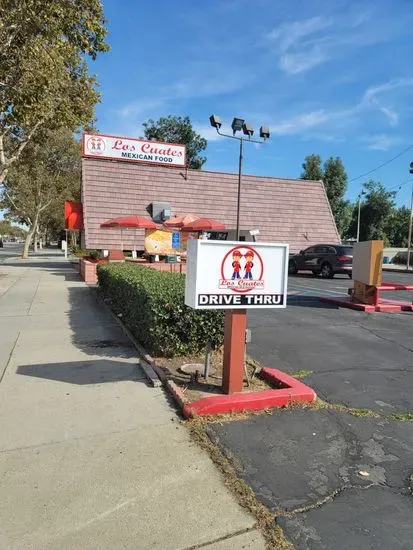 Los Cuates
MEXICAN FOOD
Los Cuates
DRIVE THRU